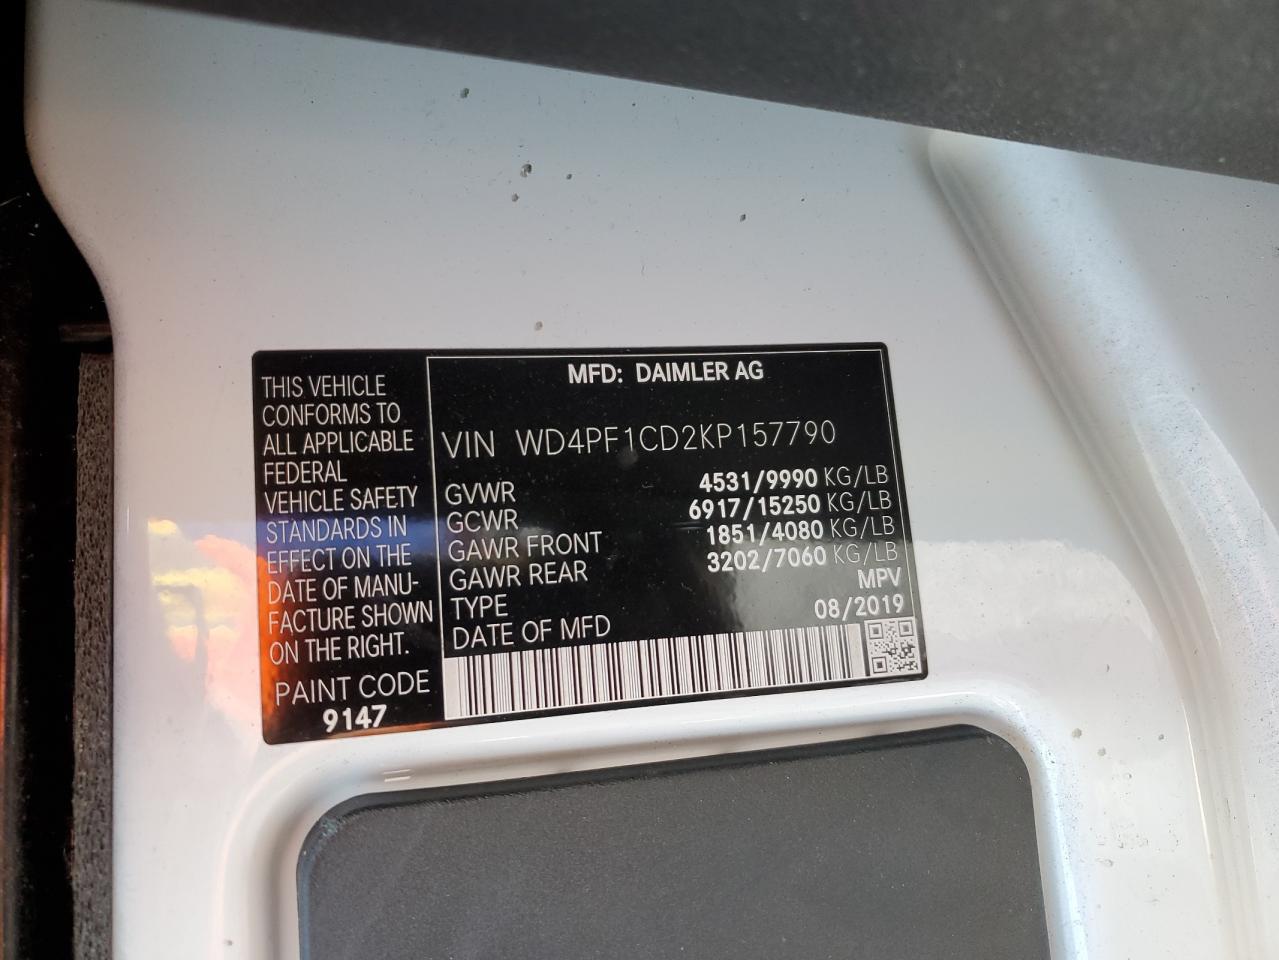 MFD: DAIMLER AG
THIS VEHICLE
CONFORMS TO
ALL APPLICABLE
FEDERAL
VEHICLE SAFETY
STANDARDS IN
EFFECT ON THE
DATE OF MANU-
FACTURE SHOWN
ON THE RIGHT.
PAINT CODE
9147
VIN WD4PF1CD2KP157790
GVWR 4531/9990 KG/LB
GCWR 6917/15250 KG/LB
GAWR FRONT 1851/4080 KG/LB
GAWR REAR 3202/7060 KG/LB
TYPE MPV
DATE OF MFD 08/2019